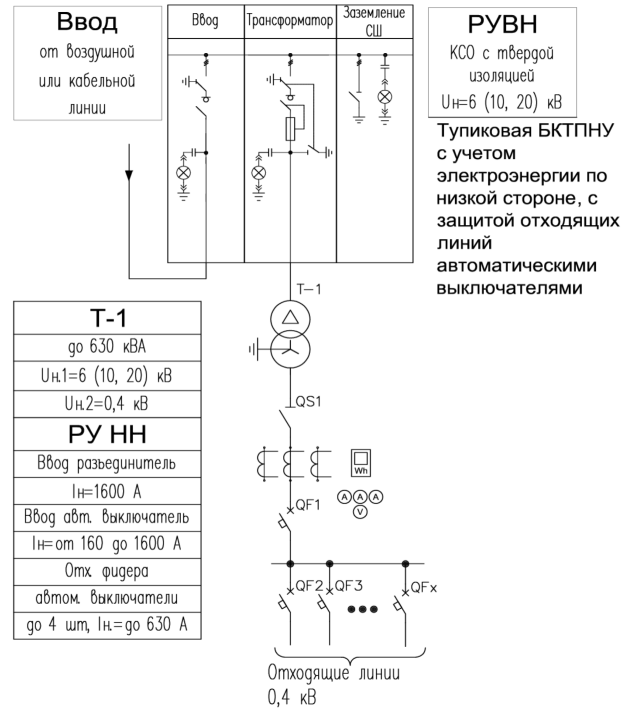 Ввод
от воздушной
или кабельной
линии
Ввод
Трансформатор
Заземление
СШ
РУВН
КСО с твердой
изоляцией
Uн=6 (10, 20) кВ
Тупиковая БКТПНУ
с учетом
электроэнергии по
низкой стороне, с
защитой отходящих
линий
автоматическими
выключателями
Т-1
Т-1
до 630 кВА
Uн.1=6 (10, 20) кВ
Uн.2=0,4 кВ
РУ НН
Ввод разъединитель
Iн=1600 А
Ввод авт. выключатель
Iн=от 160 до 1600 А
Отх. фидера
автом. выключатели
до 4 шт, Iн.=до 630 А
QS1
Wh
A A A
V
QF1
QF2 QF3 QFx
Отходящие линии
0,4 кВ